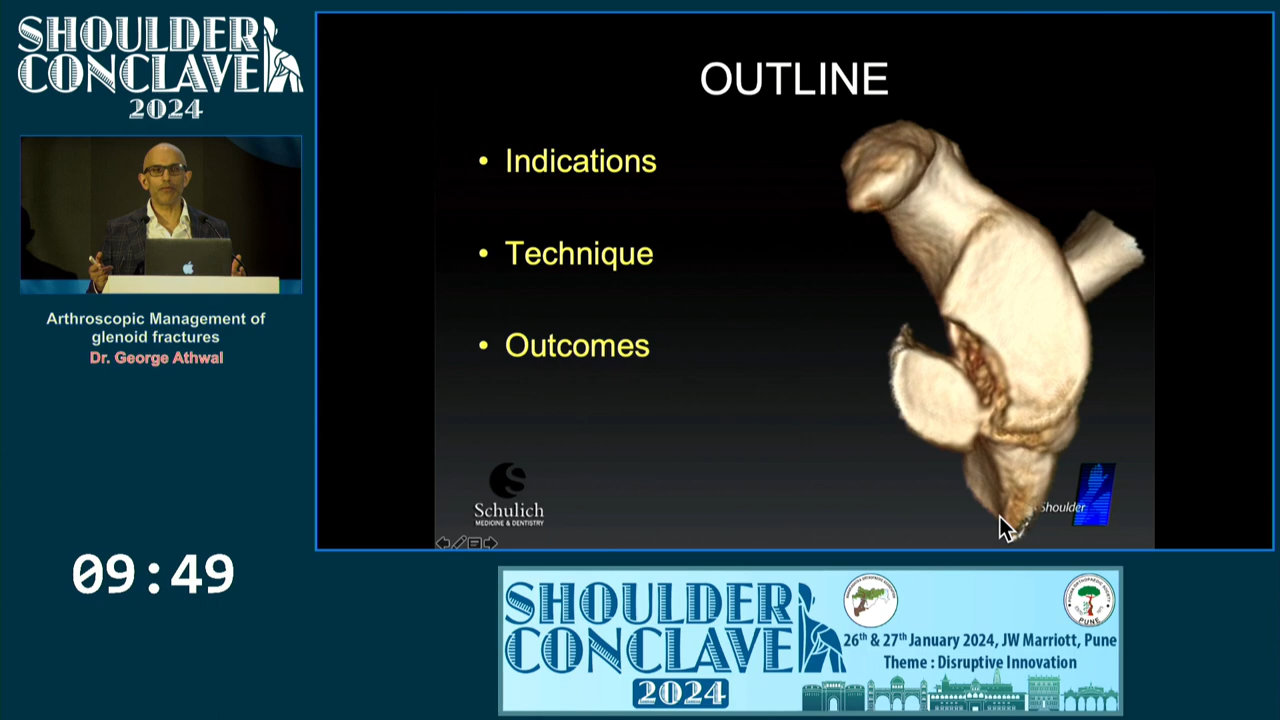 SHOULDER
CONCLAVE
2024
Arthroscopic Management of
glenoid fractures
Dr. George Athwal
09:49
OUTLINE
• Indications
• Technique
• Outcomes
Schulich
MEDICINE & DENTISTRY
Shoulder
SHOULDER
CONCLAVE
2024
26th & 27th January 2024, JW Marriott, Pune
Theme : Disruptive Innovation
PUNE